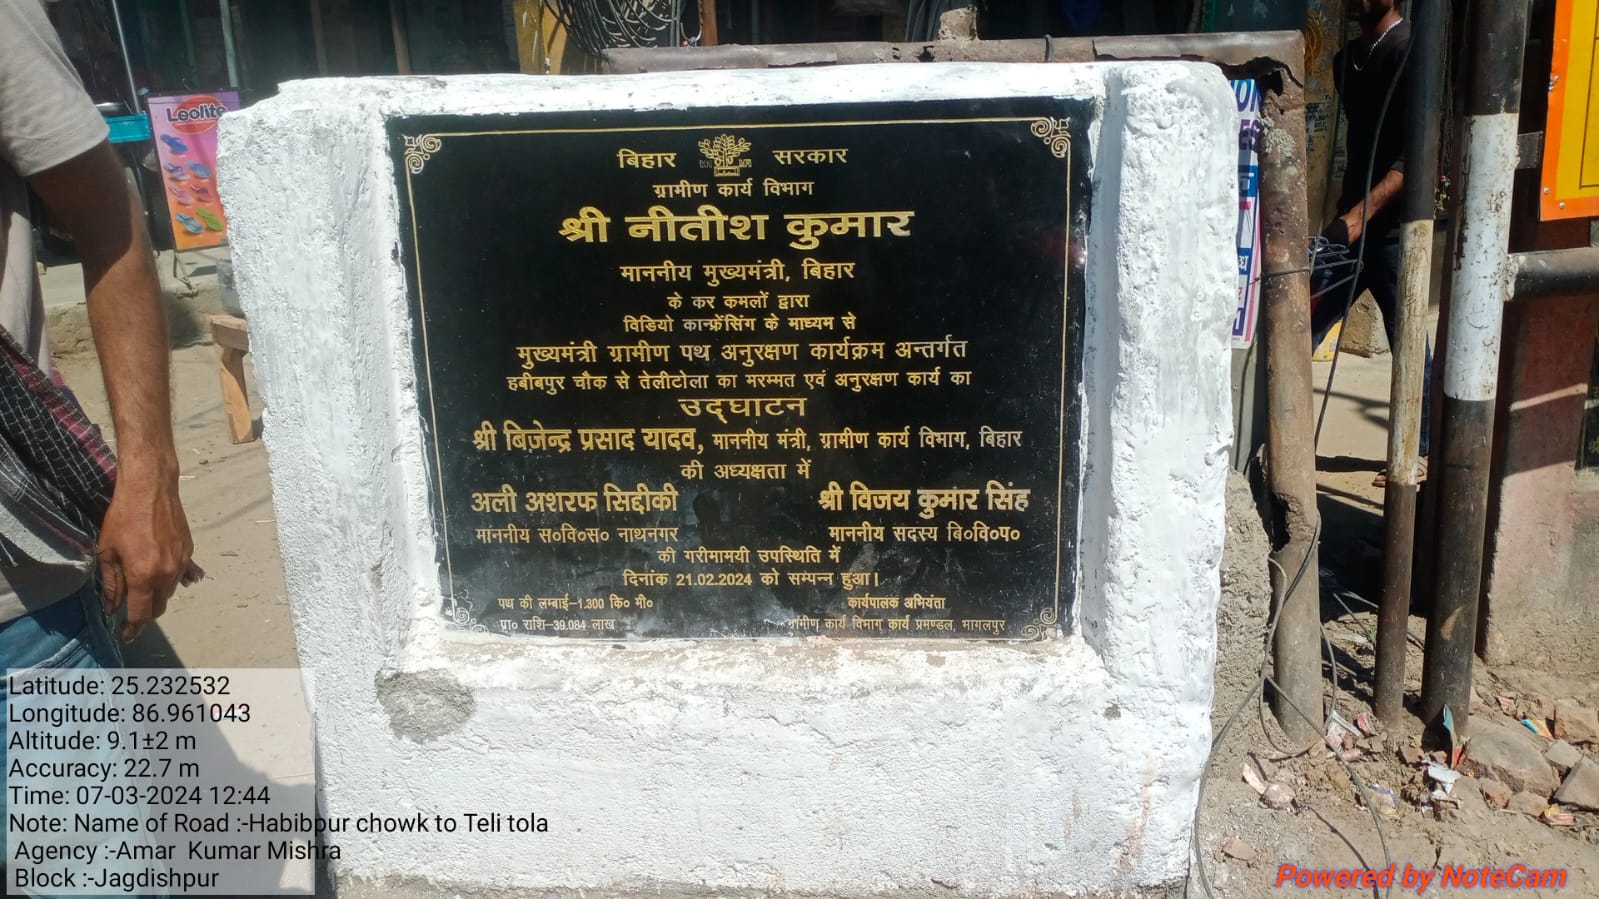 Leolite
बिहार सरकार
ग्रामीण कार्य विभाग
श्री नीतीश कुमार
माननीय मुख्यमंत्री, बिहार
के कर कमलों द्वारा
विडियो कान्फ्रेंसिंग के माध्यम से
मुख्यमंत्री ग्रामीण पथ अनुरक्षण कार्यक्रम अन्तर्गत
हबीबपुर चौक से तेलीटोला का मरम्मत एवं अनुरक्षण कार्य का
उद्घाटन
श्री बिजेन्द्र प्रसाद यादव, माननीय मंत्री, ग्रामीण कार्य विभाग, बिहार
की अध्यक्षता में
अली अशरफ सिद्दीकी श्री विजय कुमार सिंह
माननीय स०वि०स० नाथनगर माननीय सदस्य बि०वि०प०
की गरीमामयी उपस्थिति में
दिनांक 21.02.2024 को सम्पन्न हुआ।
पथ की लम्बाई–1.300 कि० मी० कार्यपालक अभियंता
प्रा० राशि–39.084 लाख ग्रामीण कार्य विभाग कार्य प्रमण्डल, भागलपुर
Latitude: 25.232532
Longitude: 86.961043
Altitude: 9.1±2 m
Accuracy: 22.7 m
Time: 07-03-2024 12:44
Note: Name of Road :-Habibpur chowk to Teli tola
Agency :-Amar Kumar Mishra
Block :-Jagdishpur
Powered by NoteCam